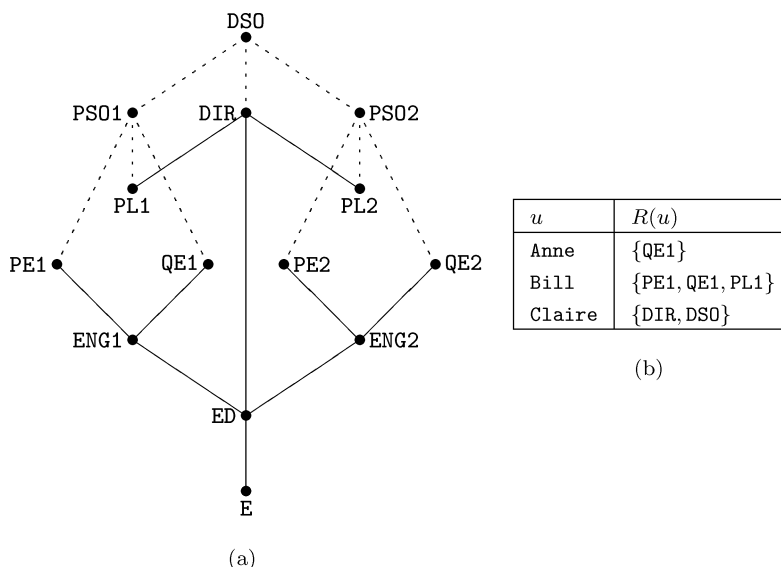 DSO
PSO1 DIR PSO2
PL1 PL2
PE1 QE1 PE2 QE2
ENG1 ENG2
ED
E
(a)
u R(u)
Anne {QE1}
Bill {PE1, QE1, PL1}
Claire {DIR, DSO}
(b)